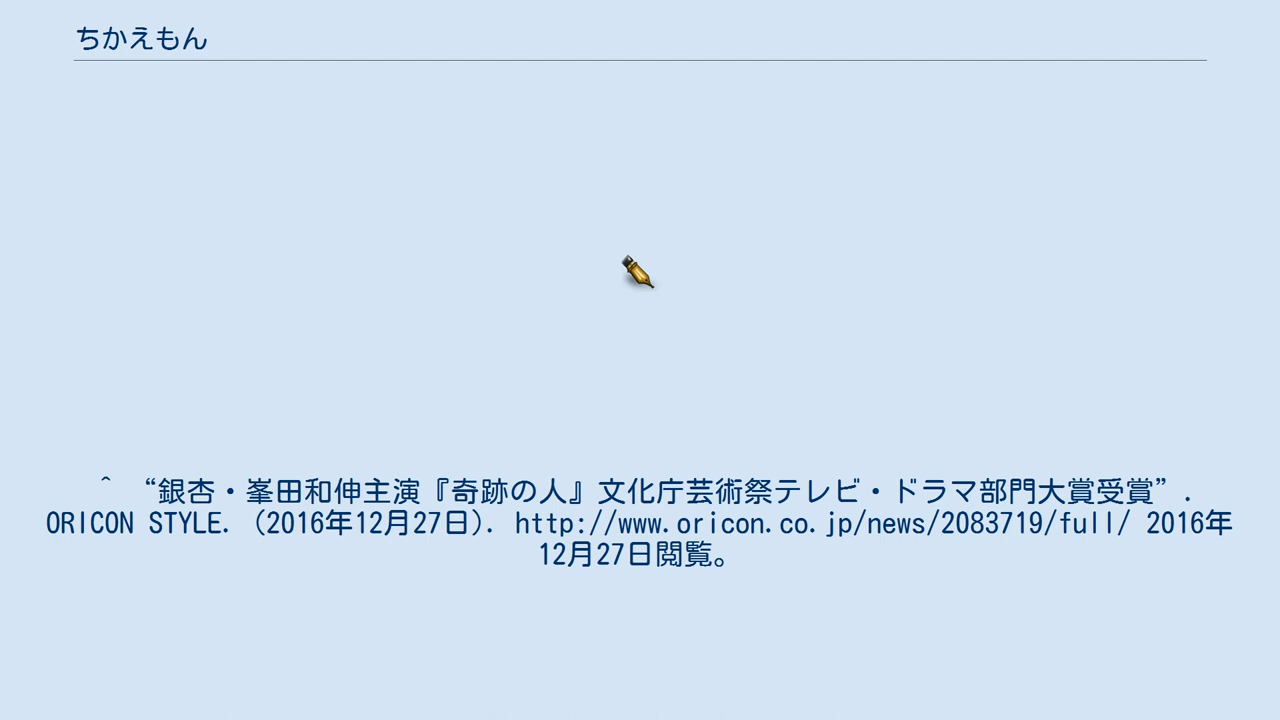 ちかえもん
^ “銀杏・峯田和伸主演『奇跡の人』文化庁芸術祭テレビ・ドラマ部門大賞受賞”.
ORICON STYLE. (2016年12月27日). http://www.oricon.co.jp/news/2083719/full/ 2016年
12月27日閲覧。